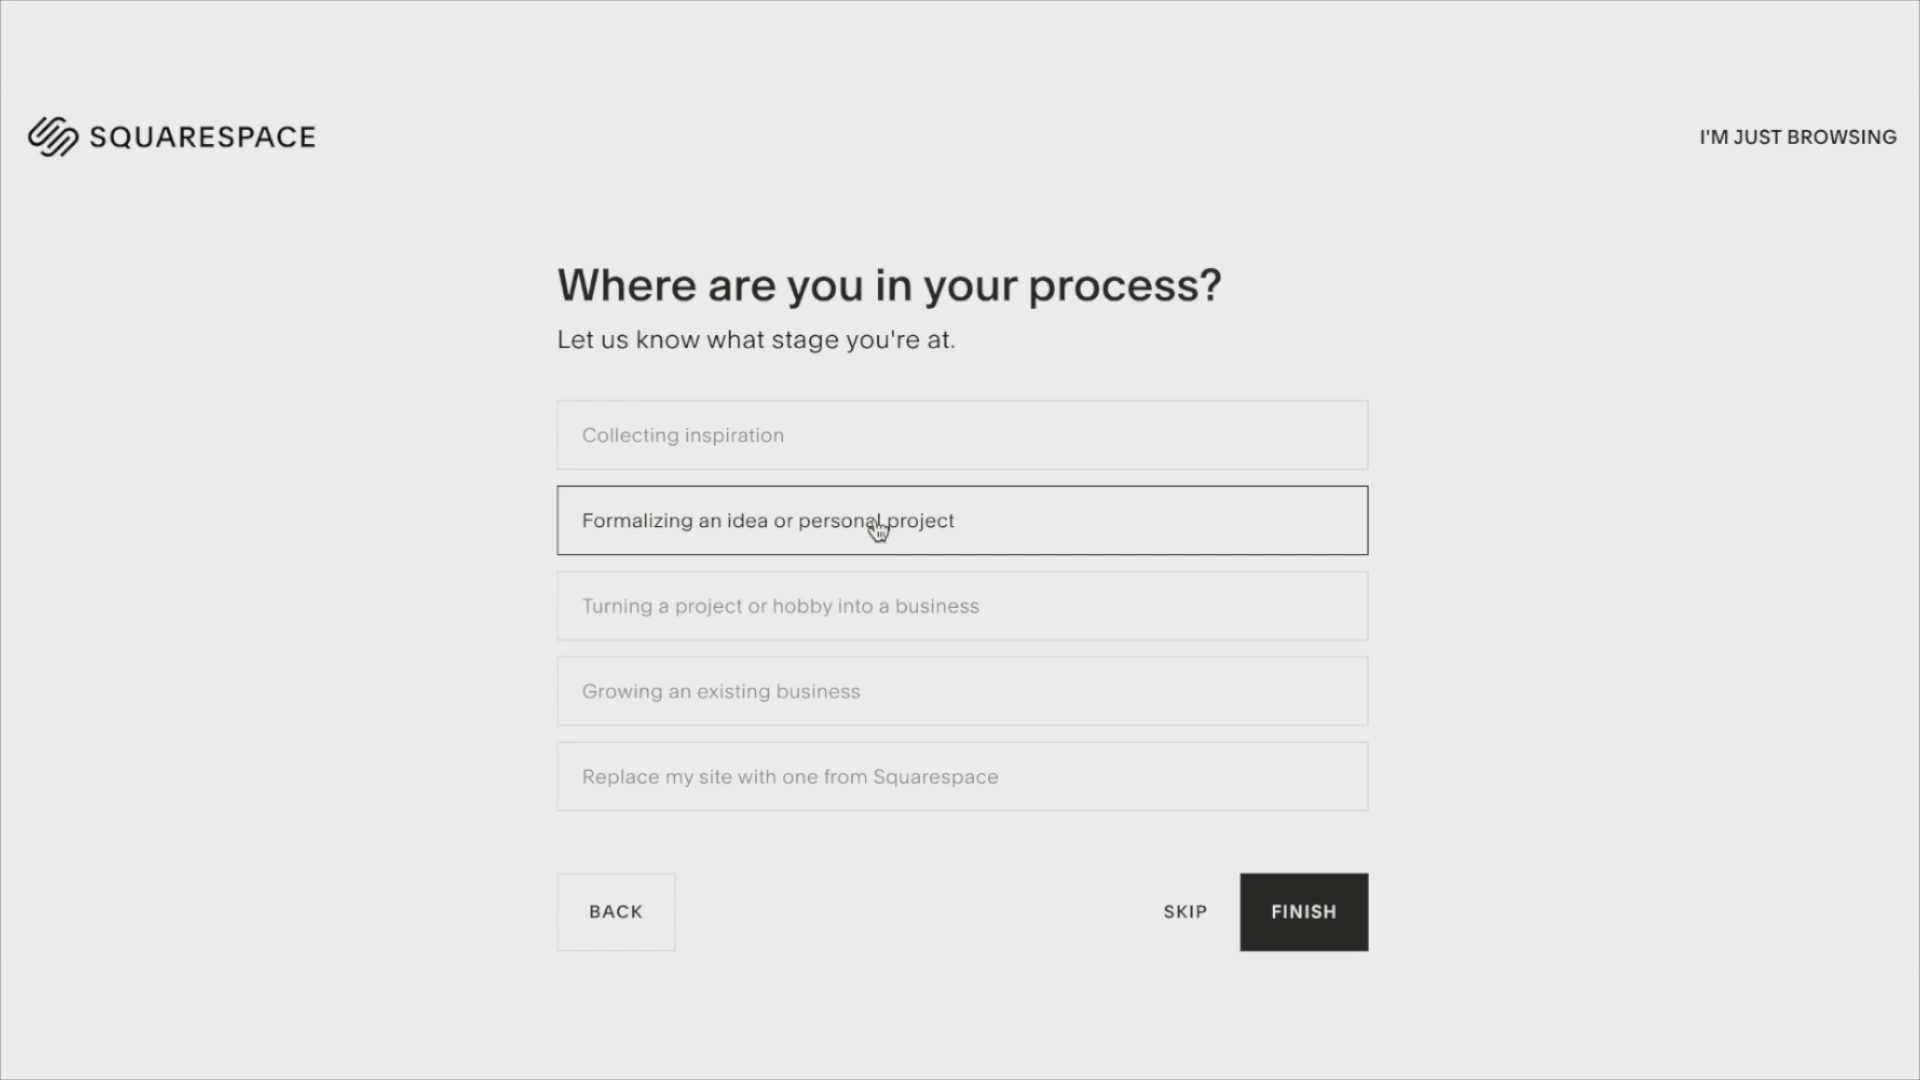 SQUARESPACE
I'M JUST BROWSING
Where are you in your process?
Let us know what stage you're at.
Collecting inspiration
Formalizing an idea or personal project
Turning a project or hobby into a business
Growing an existing business
Replace my site with one from Squarespace
BACK
SKIP
FINISH